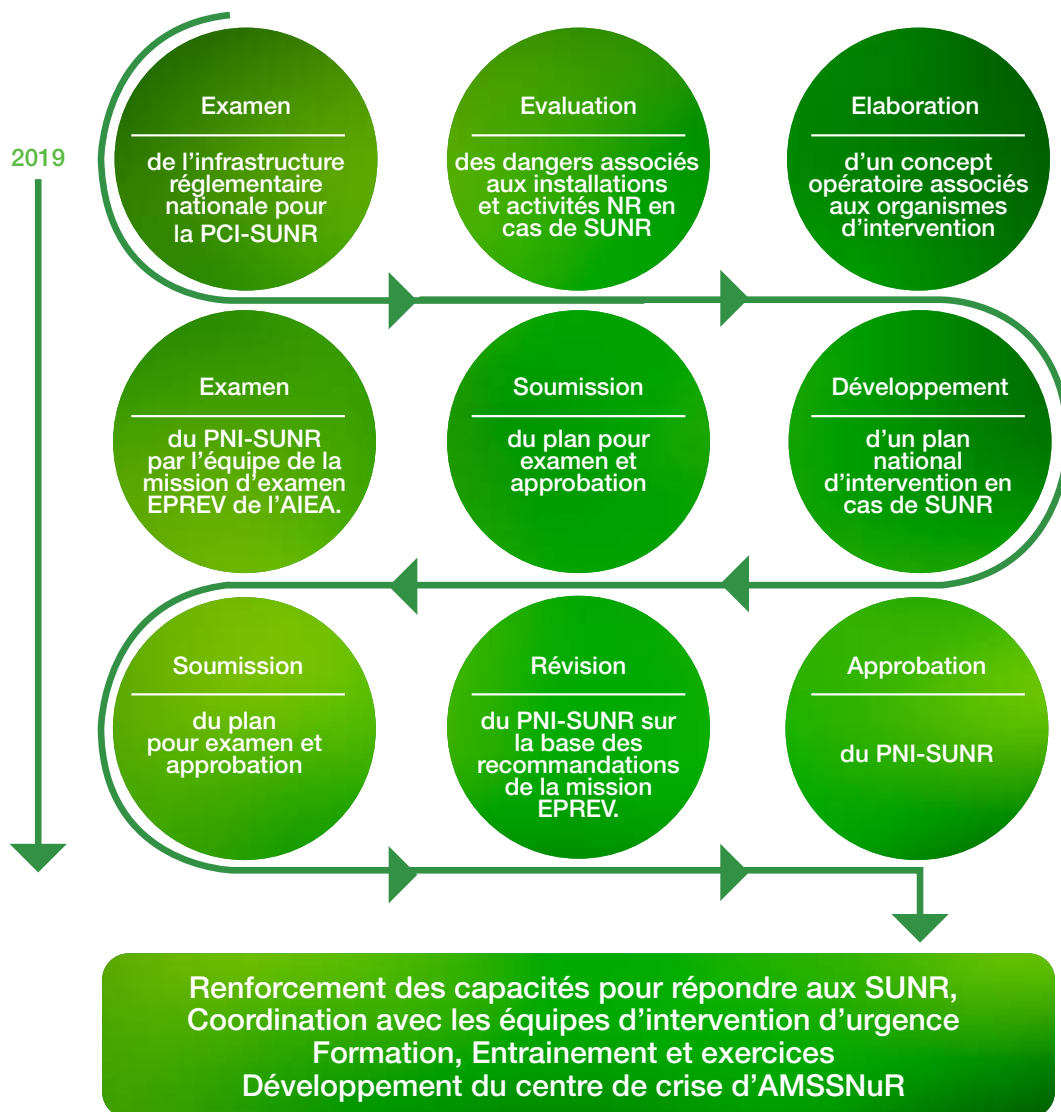 2019
Examen
de l'infrastructure
réglementaire
nationale pour
la PCI-SUNR
Evaluation
des dangers associés
aux installations
et activités NR en
cas de SUNR
Elaboration
d'un concept
opératoire associés
aux organismes
d'intervention
Examen
du PNI-SUNR
par l'équipe de la
mission d'examen
EPREV de l'AIEA.
Soumission
du plan pour
examen et
approbation
Développement
d'un plan
national
d'intervention en
cas de SUNR
Soumission
du plan
pour examen et
approbation
Révision
du PNI-SUNR sur
la base des
recommandations
de la mission
EPREV.
Approbation
du PNI-SUNR
Renforcement des capacités pour répondre aux SUNR,
Coordination avec les équipes d'intervention d'urgence
Formation, Entrainement et exercices
Développement du centre de crise d'AMSSNuR